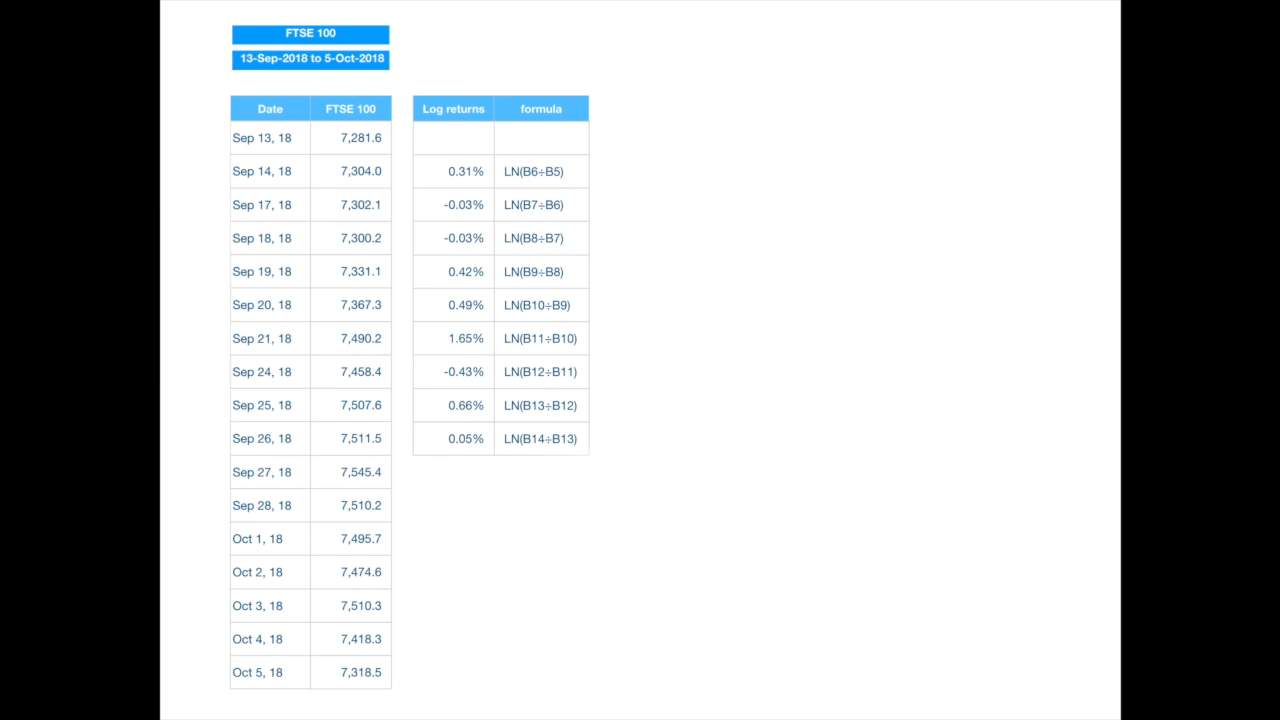 FTSE 100
13-Sep-2018 to 5-Oct-2018
Date FTSE 100 Log returns formula
Sep 13, 18 7,281.6
Sep 14, 18 7,304.0 0.31% LN(B6÷B5)
Sep 17, 18 7,302.1 -0.03% LN(B7÷B6)
Sep 18, 18 7,300.2 -0.03% LN(B8÷B7)
Sep 19, 18 7,331.1 0.42% LN(B9÷B8)
Sep 20, 18 7,367.3 0.49% LN(B10÷B9)
Sep 21, 18 7,490.2 1.65% LN(B11÷B10)
Sep 24, 18 7,458.4 -0.43% LN(B12÷B11)
Sep 25, 18 7,507.6 0.66% LN(B13÷B12)
Sep 26, 18 7,511.5 0.05% LN(B14÷B13)
Sep 27, 18 7,545.4
Sep 28, 18 7,510.2
Oct 1, 18 7,495.7
Oct 2, 18 7,474.6
Oct 3, 18 7,510.3
Oct 4, 18 7,418.3
Oct 5, 18 7,318.5